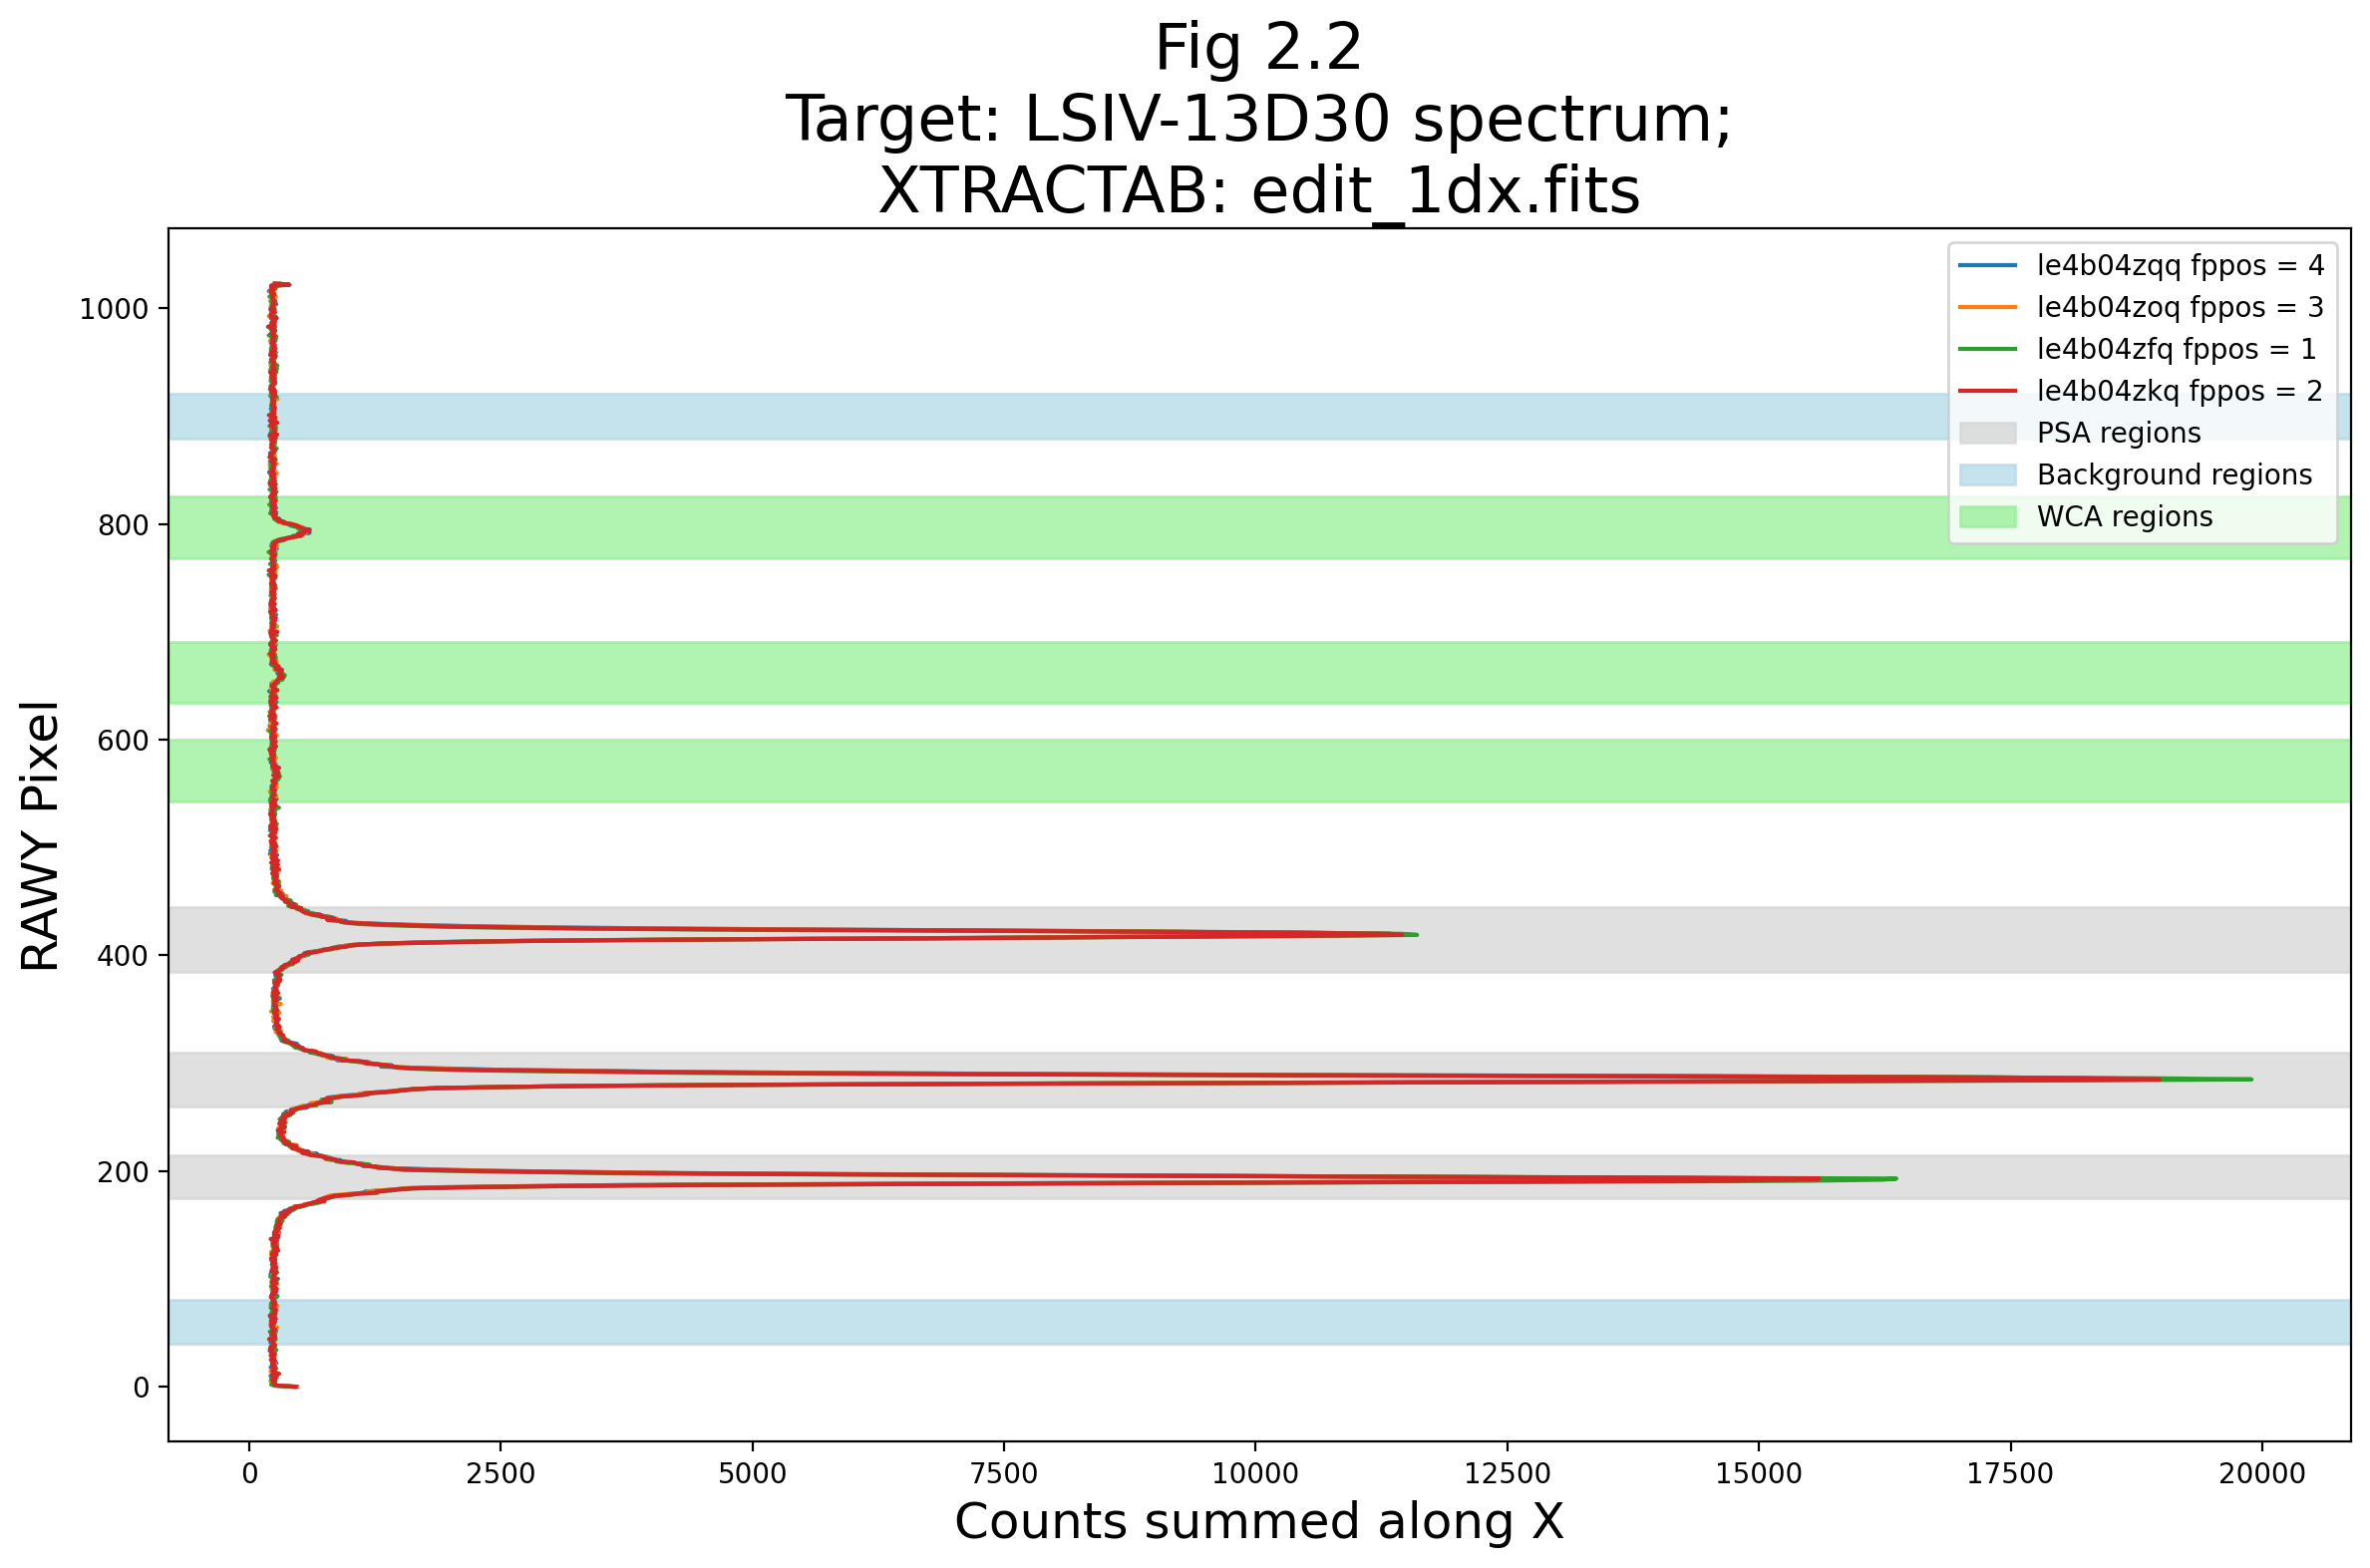 Fig 2.2
Target: LSIV-13D30 spectrum;
XTRACTAB: edit_1dx.fits
le4b04zqq fppos = 4
le4b04zoq fppos = 3
le4b04zfq fppos = 1
le4b04zkq fppos = 2
PSA regions
Background regions
WCA regions
RAWY Pixel
1000
800
600
400
200
0
0 2500 5000 7500 10000 12500 15000 17500 20000
Counts summed along X